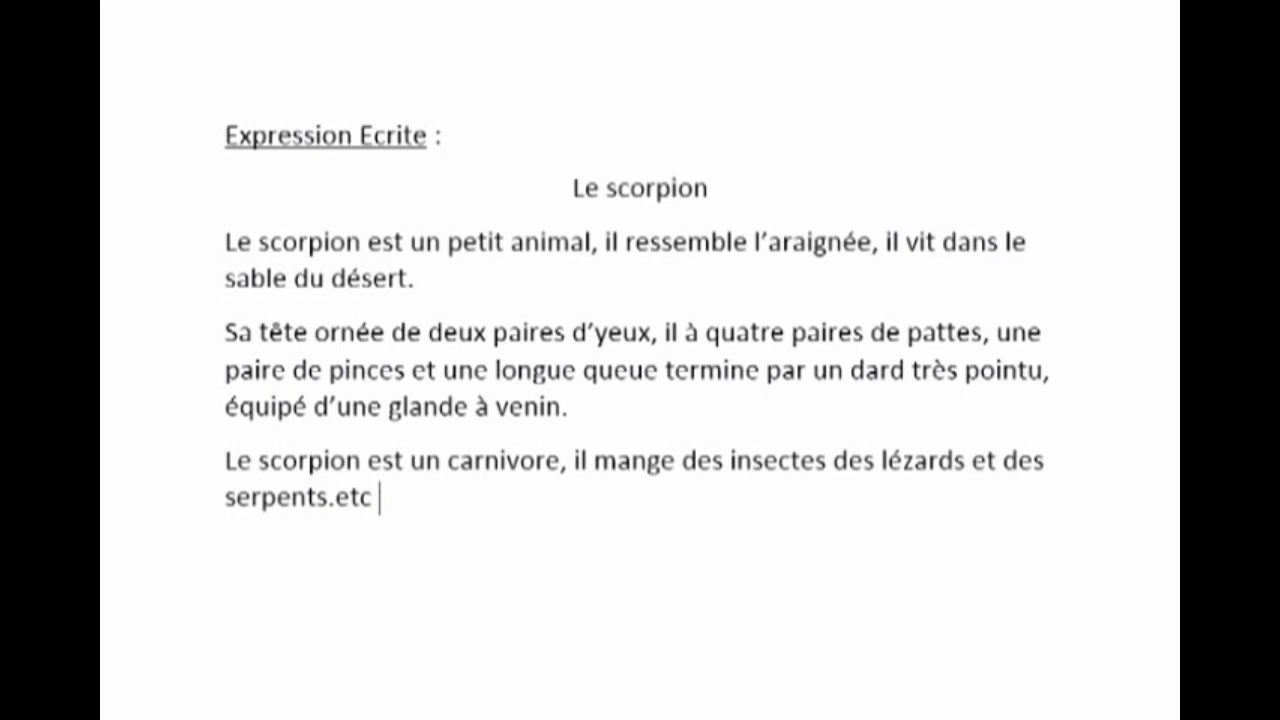 Expression Ecrite :
Le scorpion
Le scorpion est un petit animal, il ressemble l’araignée, il vit dans le
sable du désert.
Sa tête ornée de deux paires d’yeux, il à quatre paires de pattes, une
paire de pinces et une longue queue termine par un dard très pointu,
équipé d’une glande à venin.
Le scorpion est un carnivore, il mange des insectes des lézards et des
serpents.etc